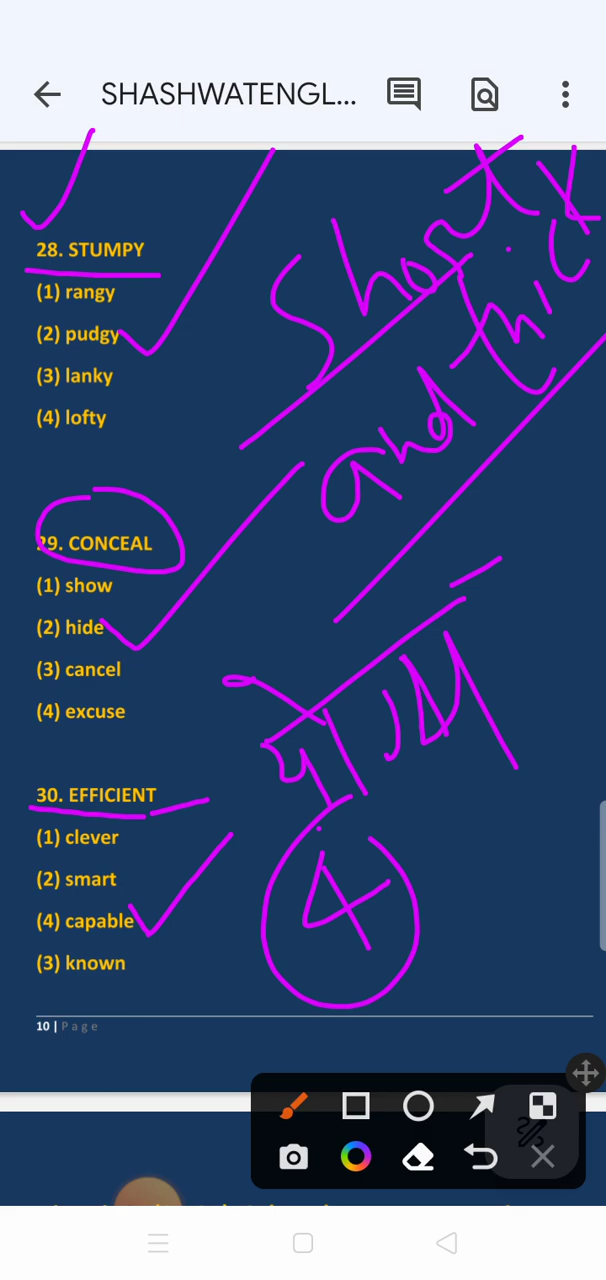 SHASHWATENGL...
28. STUMPY
(1) rangy
(2) pudgy
(3) lanky
(4) lofty
Short
and thick
29. CONCEAL
(1) show
(2) hide
(3) cancel
(4) excuse
30. EFFICIENT
(1) clever
(2) smart
(4) capable
(3) known
4
10 | Page